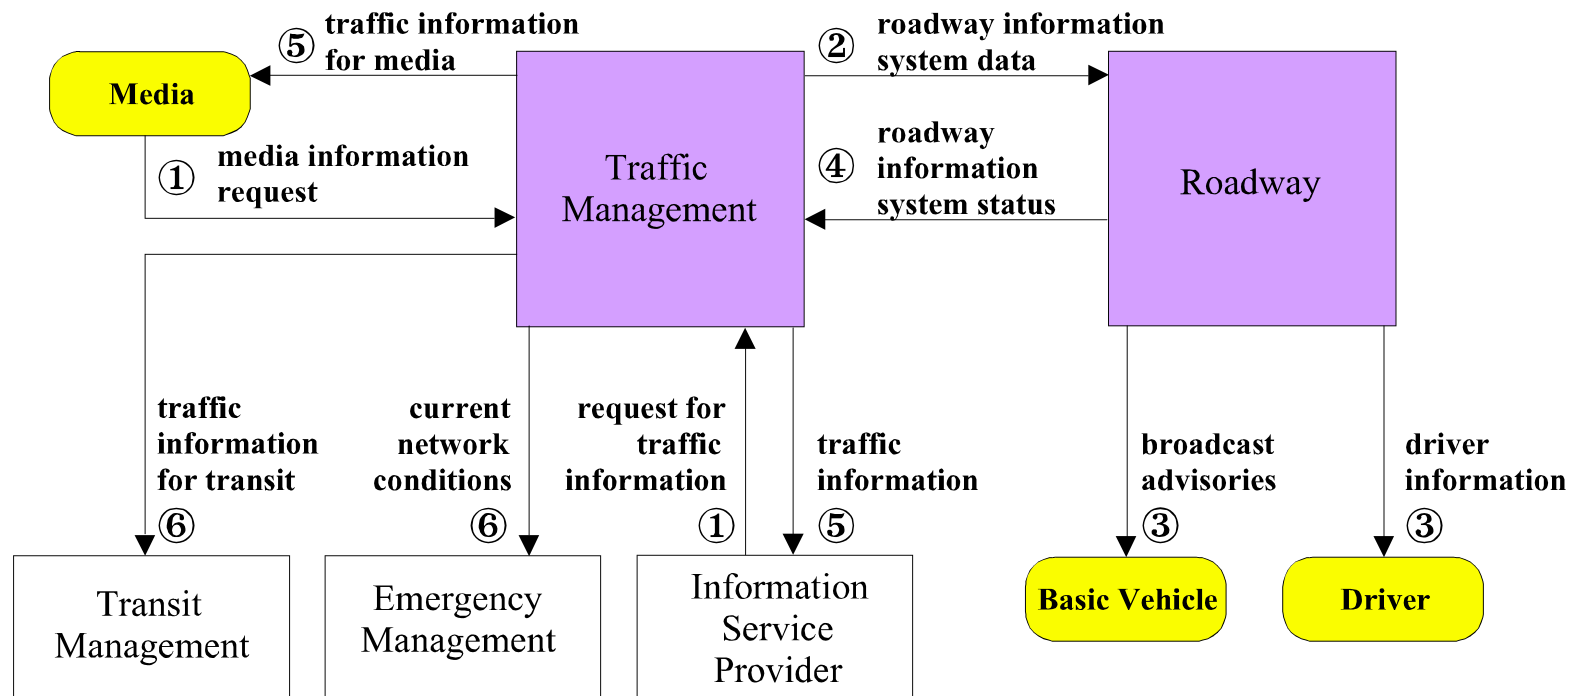 ⑤ traffic information
for media
Media
① media information
request
Traffic
Management
② roadway information
system data
④ roadway
information
system status
Roadway
traffic
information
for transit
⑥
current
network
conditions
⑥
request for
traffic
information
①
traffic
information
⑤
broadcast
advisories
③
driver
information
③
Transit
Management
Emergency
Management
Information
Service
Provider
Basic Vehicle
Driver